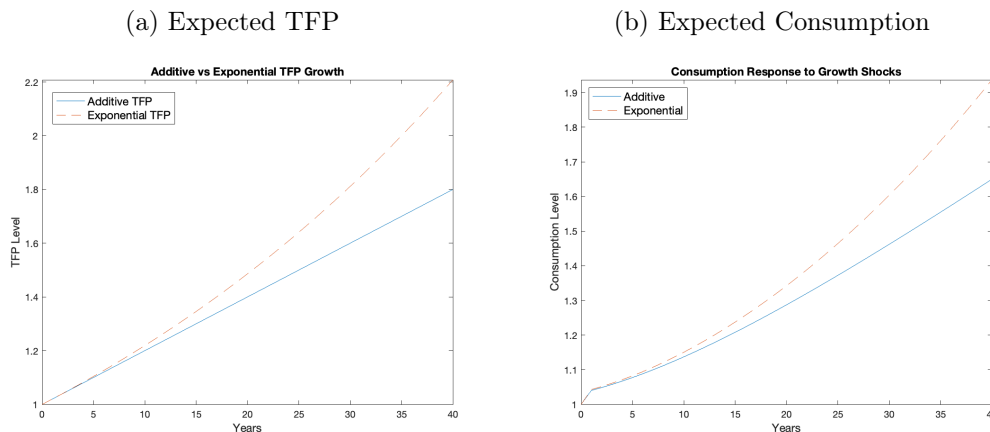 (a) Expected TFP
Additive vs Exponential TFP Growth
Additive TFP
Exponential TFP
2.2
2
1.8
1.6
1.4
1.2
1
TFP Level
0 5 10 15 20 25 30 35 40
Years
(b) Expected Consumption
Consumption Response to Growth Shocks
Additive
Exponential
1.9
1.8
1.7
1.6
1.5
1.4
1.3
1.2
1.1
1
Consumption Level
0 5 10 15 20 25 30 35 40
Years